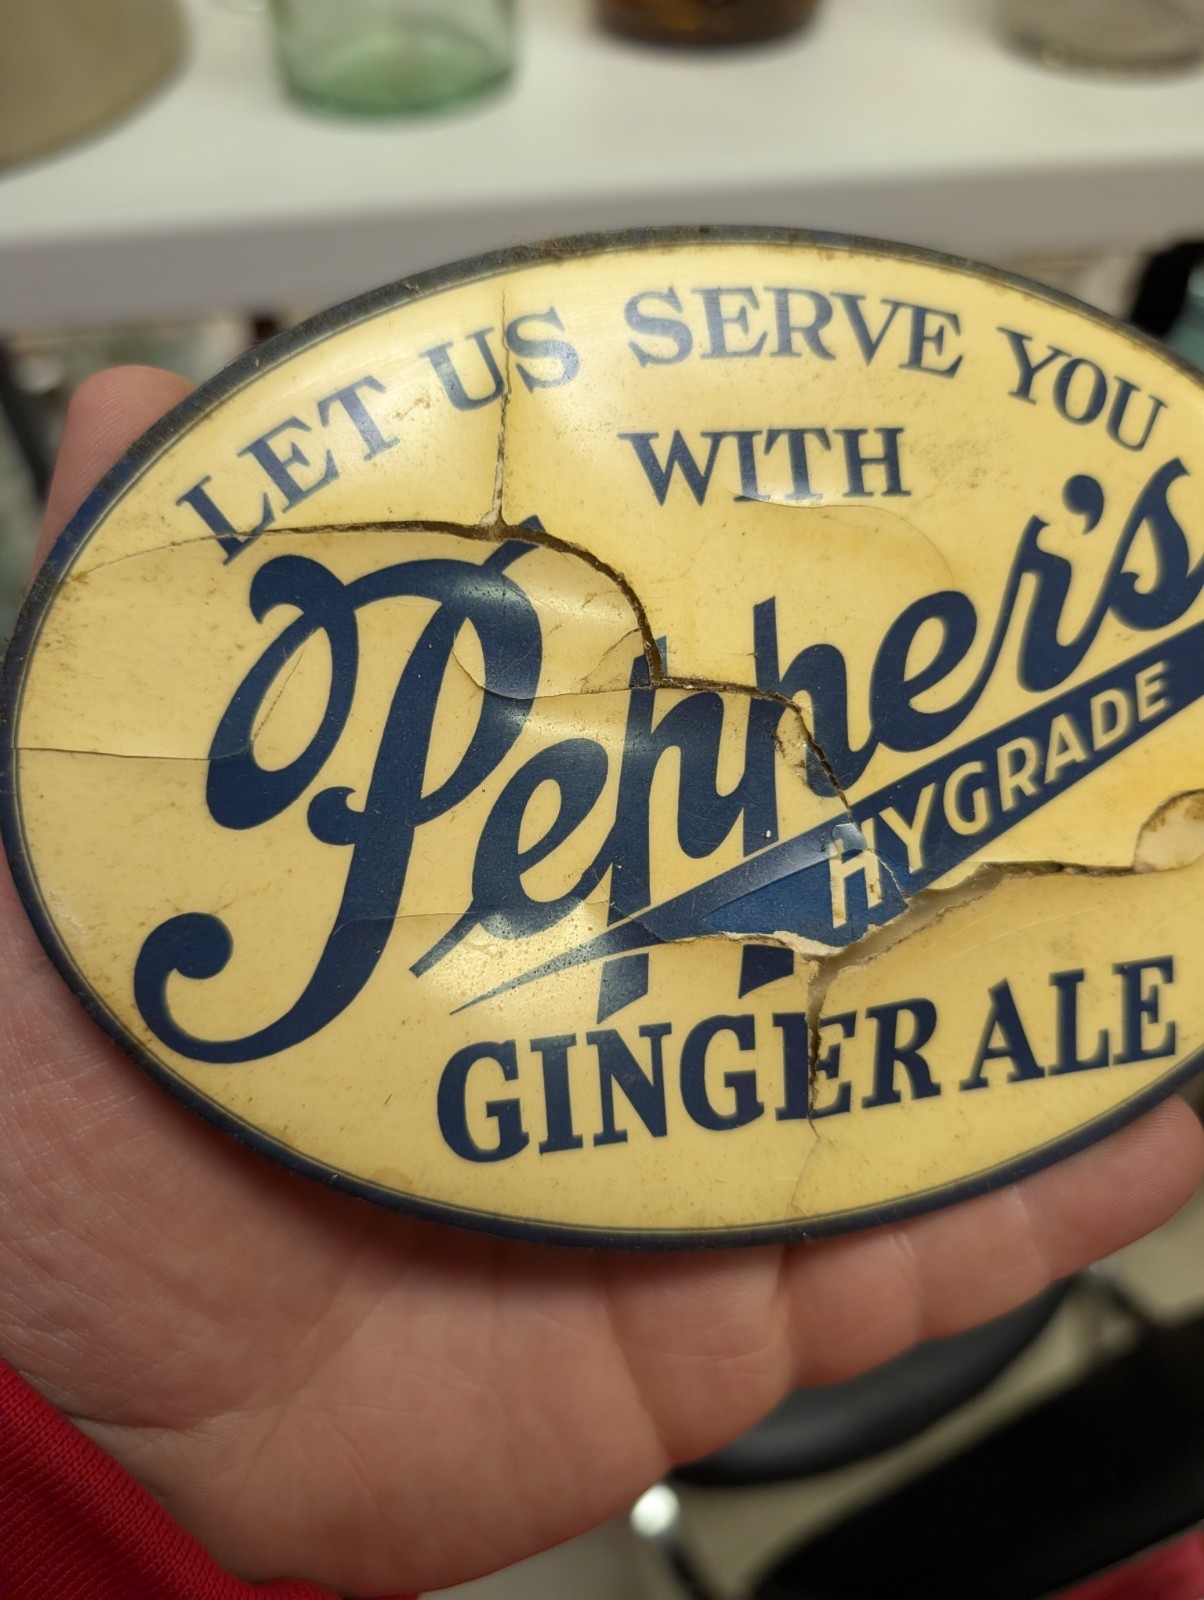 LET US SERVE YOU
WITH
Pepper's
HYGRADE
GINGER ALE